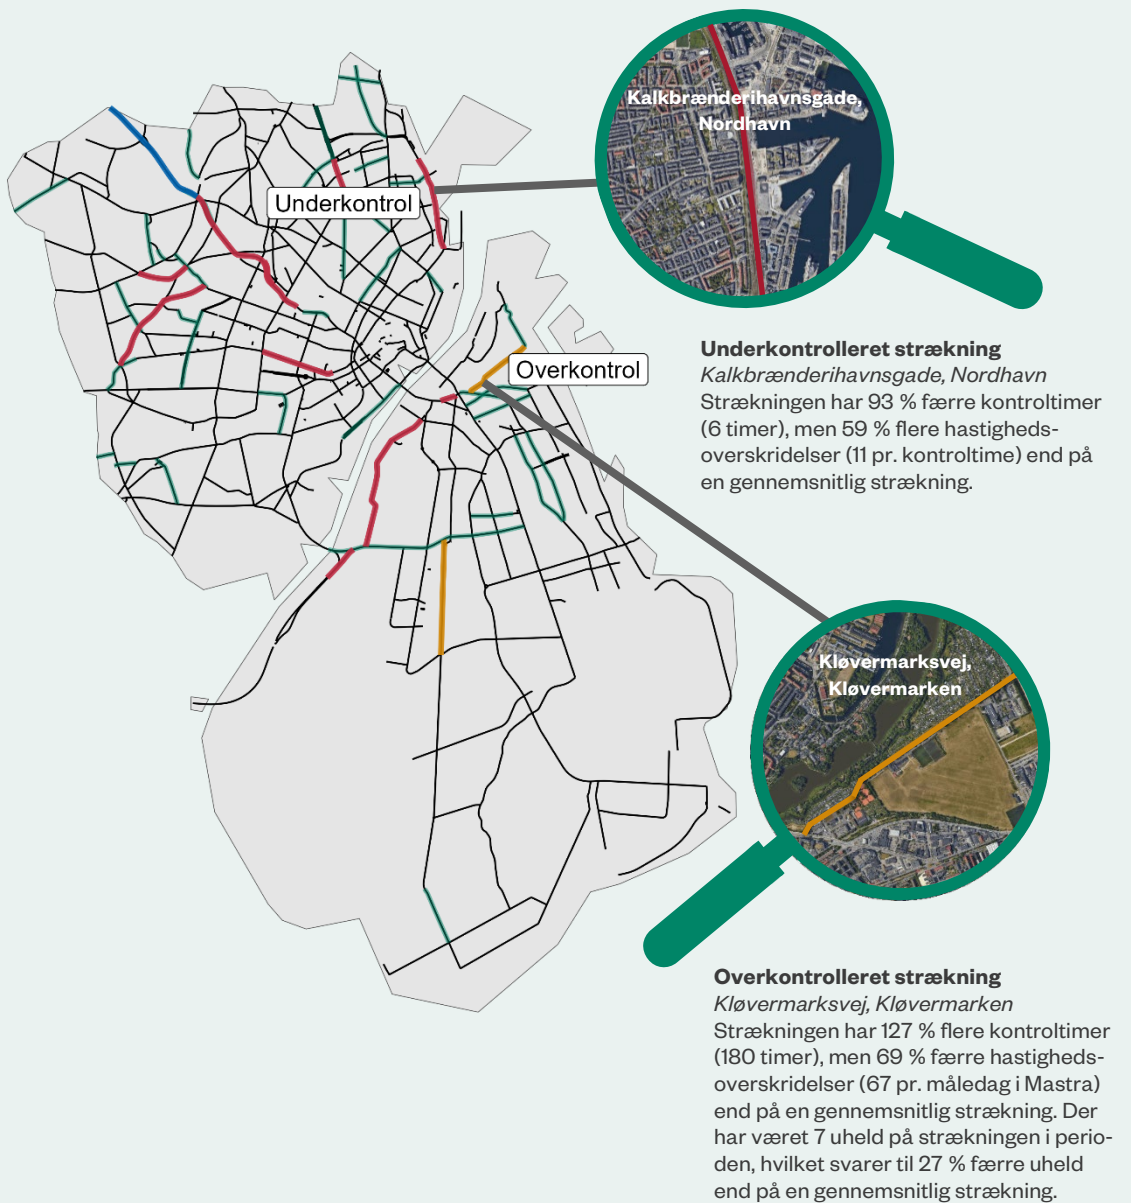 Kalkbrænderihavnsgade,
Nordhavn
Underkontrol
Underkontrolleret strækning
Kalkbrænderihavnsgade, Nordhavn
Strækningen har 93 % færre kontroltimer
(6 timer), men 59 % flere hastigheds-
overskridelser (11 pr. kontroltime) end på
en gennemsnitlig strækning.
Overkontrol
Kløvermarksvej,
Kløvermarken
Overkontrolleret strækning
Kløvermarksvej, Kløvermarken
Strækningen har 127 % flere kontroltimer
(180 timer), men 69 % færre hastigheds-
overskridelser (67 pr. måledag i Mastra)
end på en gennemsnitlig strækning. Der
har været 7 uheld på strækningen i perio-
den, hvilket svarer til 27 % færre uheld
end på en gennemsnitlig strækning.